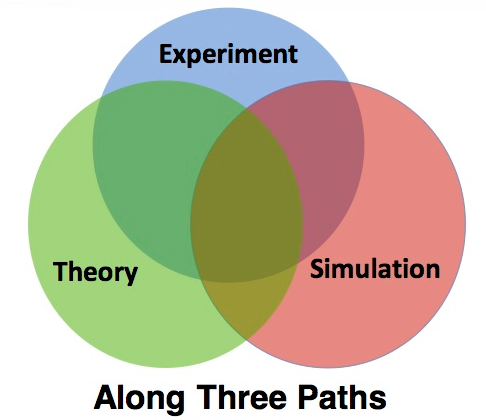 Experiment
Theory
Simulation
Along Three Paths